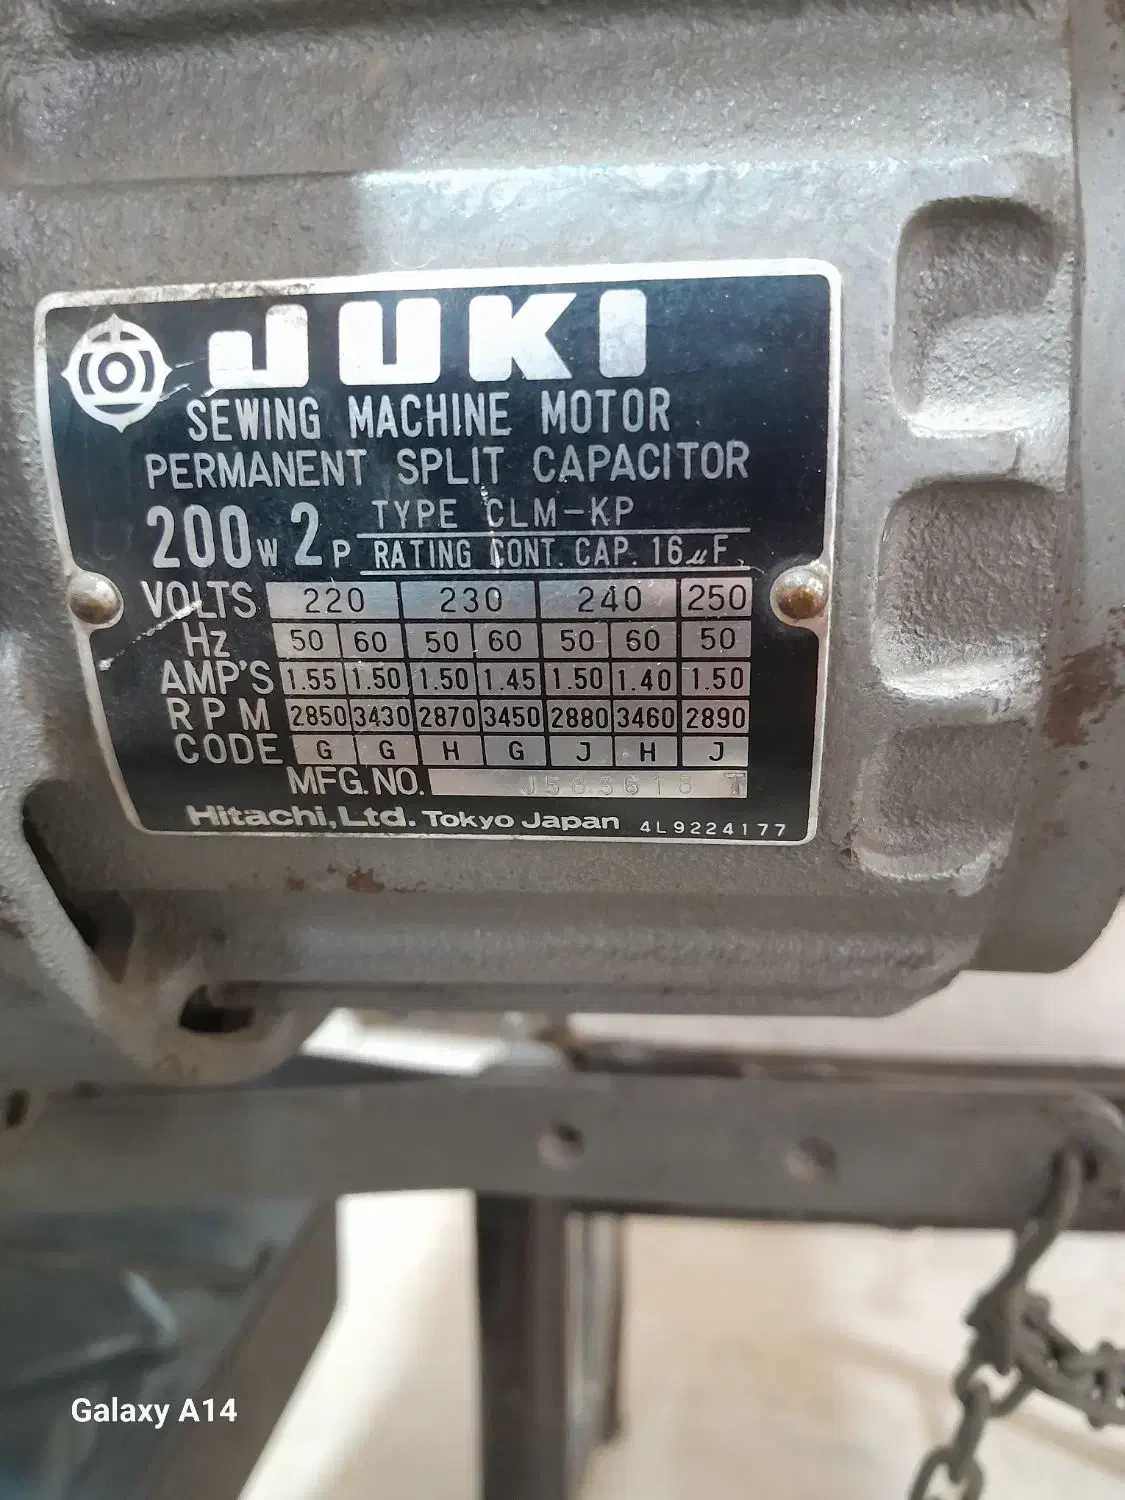 JUKI
SEWING MACHINE MOTOR
PERMANENT SPLIT CAPACITOR
200W 2P TYPE CLM-KP
RATING CONT. CAP. 16µF
VOLTS 220 230 240 250
Hz 50 60 50 60 50 60 50
AMP'S 1.55 1.50 1.50 1.45 1.50 1.40 1.50
RPM 2850 3430 2870 3450 2880 3460 2890
CODE G G H G J H J
MFG.NO. J583618 T
Hitachi, Ltd. Tokyo Japan 4L9224177
Galaxy A14